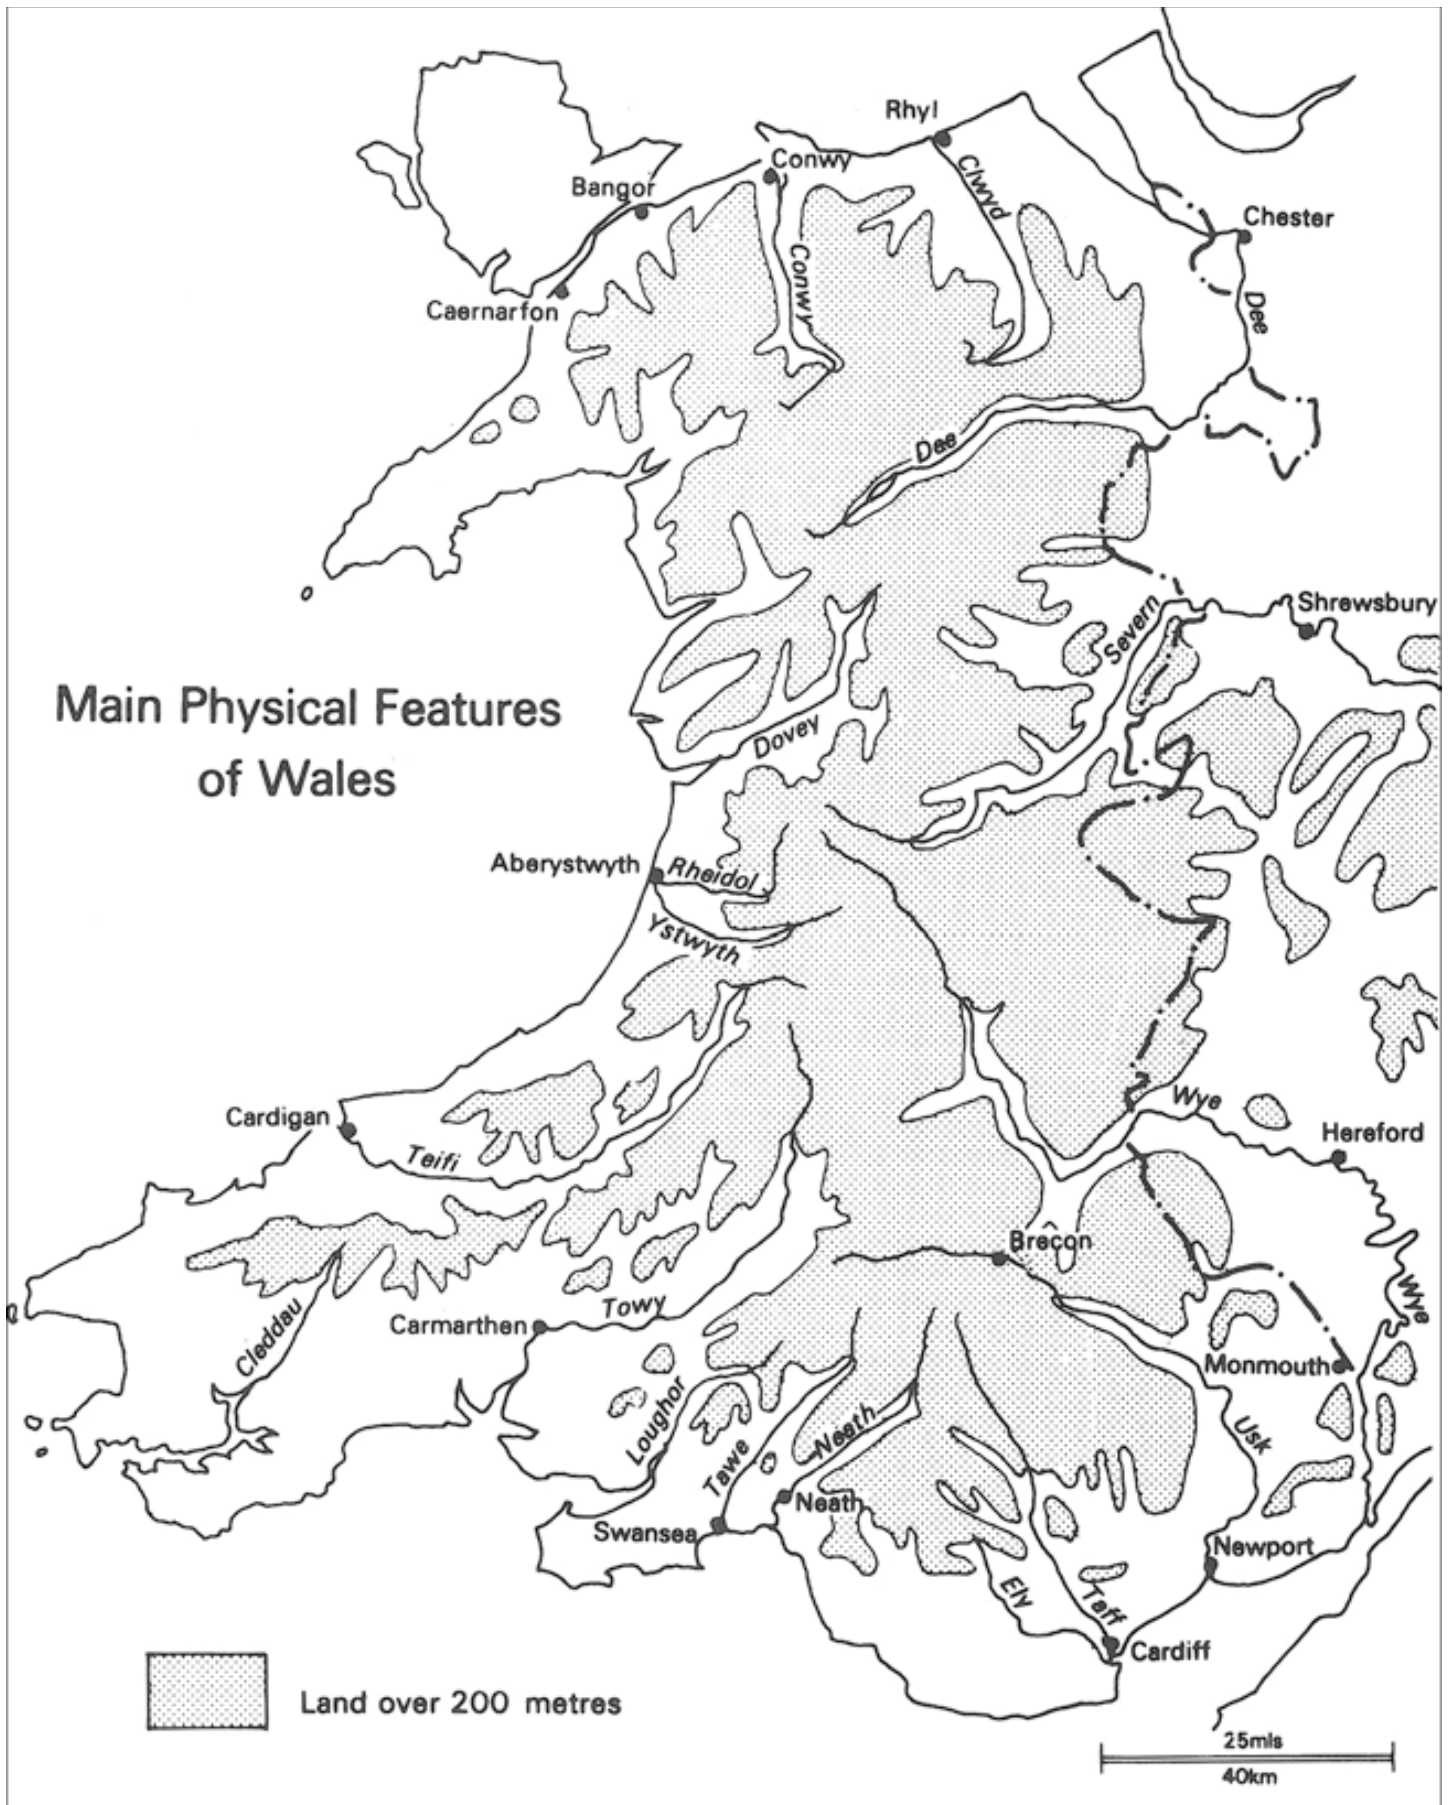 Rhyl
Conwy
Clwyd
Bangor
Chester
Conwy
Caernarfon
Dee
Dee
Severn
Shrewsbury
Main Physical Features
of Wales
Dovey
Aberystwyth
Rheidol
Ystwyth
Cardigan
Wye
Hereford
Teifi
Brecon
Towy
Wye
Carmarthen
Cleddau
Monmouth
Loughor
Neath
Usk
Tawe
Neath
Swansea
Newport
Ely
Taff
Cardiff
Land over 200 metres
25mls
40km